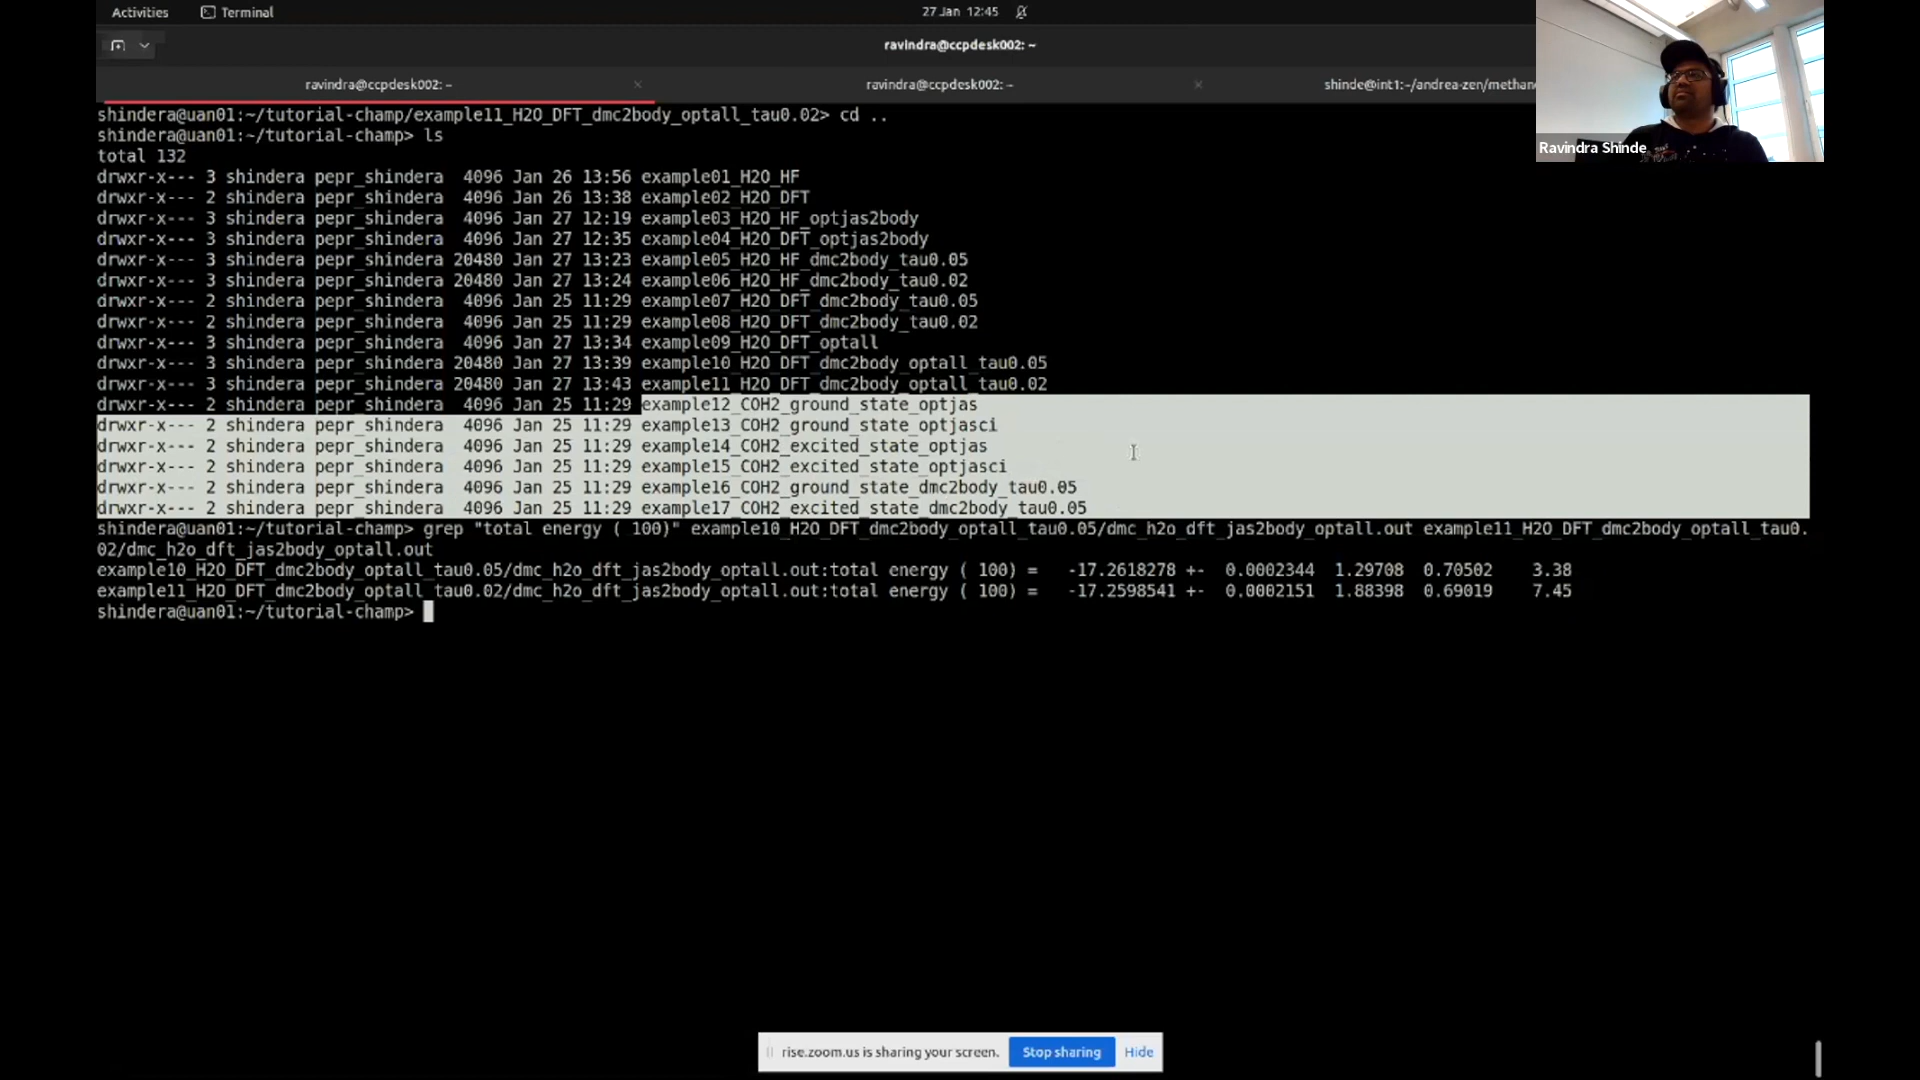 Activities Terminal 27 Jan 12:45
ravindra@ccpdesk002: ~
ravindra@ccpdesk002: ~ × ravindra@ccpdesk002: ~ × shinde@int1:~/andrea-zen/methan
shindera@uan01:~/tutorial-champ/example11_H2O_DFT_dmc2body_optall_tau0.02> cd ..
shindera@uan01:~/tutorial-champ> ls
total 132
drwxr-x--- 3 shindera pepr_shindera 4096 Jan 26 13:56 example01_H2O_HF
drwxr-x--- 2 shindera pepr_shindera 4096 Jan 26 13:38 example02_H2O_DFT
drwxr-x--- 3 shindera pepr_shindera 4096 Jan 27 12:19 example03_H2O_HF_optjas2body
drwxr-x--- 3 shindera pepr_shindera 4096 Jan 27 12:35 example04_H2O_DFT_optjas2body
drwxr-x--- 3 shindera pepr_shindera 20480 Jan 27 13:23 example05_H2O_HF_dmc2body_tau0.05
drwxr-x--- 3 shindera pepr_shindera 20480 Jan 27 13:24 example06_H2O_HF_dmc2body_tau0.02
drwxr-x--- 2 shindera pepr_shindera 4096 Jan 25 11:29 example07_H2O_DFT_dmc2body_tau0.05
drwxr-x--- 2 shindera pepr_shindera 4096 Jan 25 11:29 example08_H2O_DFT_dmc2body_tau0.02
drwxr-x--- 3 shindera pepr_shindera 4096 Jan 27 13:34 example09_H2O_DFT_optall
drwxr-x--- 3 shindera pepr_shindera 20480 Jan 27 13:39 example10_H2O_DFT_dmc2body_optall_tau0.05
drwxr-x--- 3 shindera pepr_shindera 20480 Jan 27 13:43 example11_H2O_DFT_dmc2body_optall_tau0.02
drwxr-x--- 2 shindera pepr_shindera 4096 Jan 25 11:29 example12_COH2_ground_state_optjas
drwxr-x--- 2 shindera pepr_shindera 4096 Jan 25 11:29 example13_COH2_ground_state_optjasci
drwxr-x--- 2 shindera pepr_shindera 4096 Jan 25 11:29 example14_COH2_excited_state_optjas
drwxr-x--- 2 shindera pepr_shindera 4096 Jan 25 11:29 example15_COH2_excited_state_optjasci
drwxr-x--- 2 shindera pepr_shindera 4096 Jan 25 11:29 example16_COH2_ground_state_dmc2body_tau0.05
drwxr-x--- 2 shindera pepr_shindera 4096 Jan 25 11:29 example17_COH2_excited_state_dmc2body_tau0.05
shindera@uan01:~/tutorial-champ> grep "total energy ( 100)" example10_H2O_DFT_dmc2body_optall_tau0.05/dmc_h2o_dft_jas2body_optall.out example11_H2O_DFT_dmc2body_optall_tau0.
02/dmc_h2o_dft_jas2body_optall.out
example10_H2O_DFT_dmc2body_optall_tau0.05/dmc_h2o_dft_jas2body_optall.out:total energy ( 100) = -17.2618278 +- 0.0002344 1.29708 0.70502 3.38
example11_H2O_DFT_dmc2body_optall_tau0.02/dmc_h2o_dft_jas2body_optall.out:total energy ( 100) = -17.2598541 +- 0.0002151 1.88398 0.69019 7.45
shindera@uan01:~/tutorial-champ>
Ravindra Shinde
rise.zoom.us is sharing your screen. Stop sharing Hide